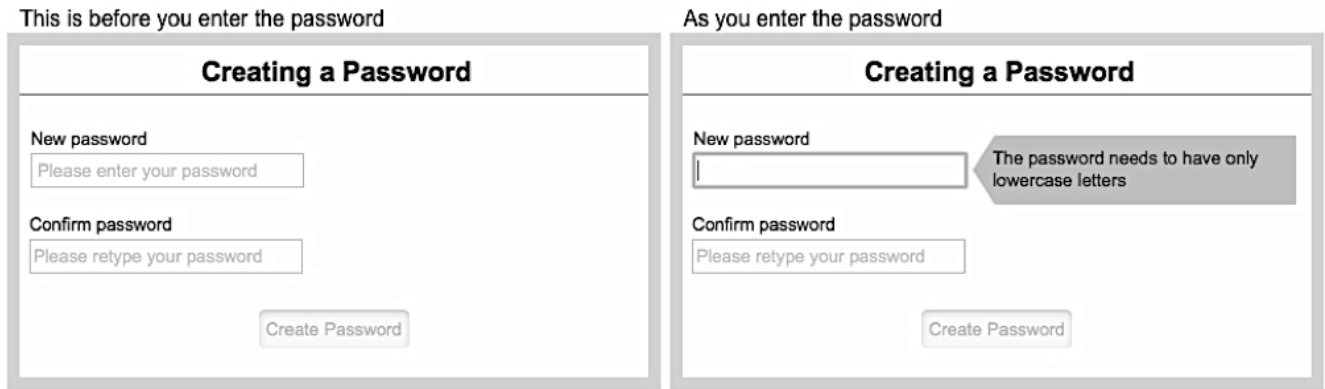 This is before you enter the password
Creating a Password
New password
Please enter your password
Confirm password
Please retype your password
Create Password
As you enter the password
Creating a Password
New password
The password needs to have only
lowercase letters
Confirm password
Please retype your password
Create Password